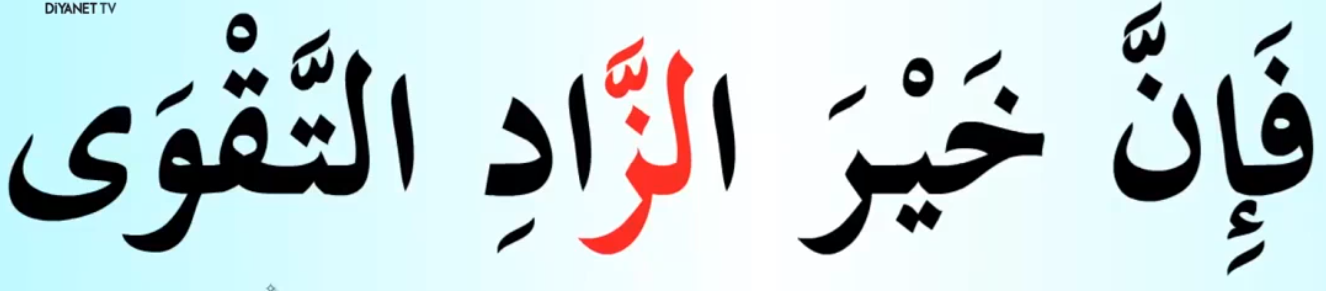 DİYANET TV
فَإِنَّ خَيْرَ الزَّادِ التَّقْوَى